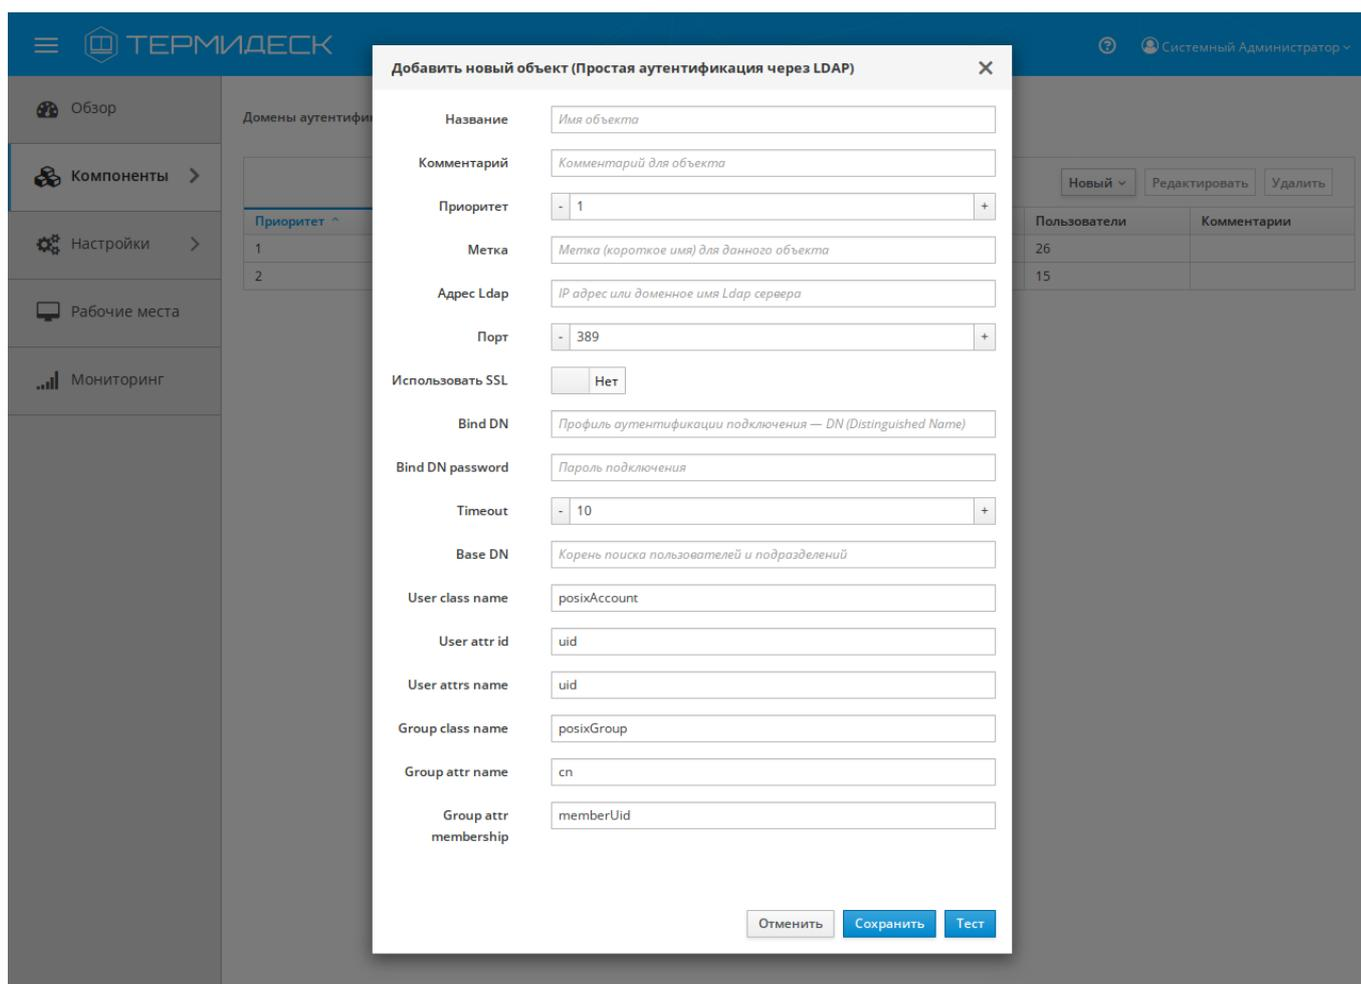 ТЕРМИДЕСК
Системный Администратор
Обзор
Компоненты
Настройки
Рабочие места
Мониторинг
Домены аутентифи
Новый
Редактировать
Удалить
Приоритет
Пользователи
Комментарии
1
26
2
15
Добавить новый объект (Простая аутентификация через LDAP)
Название
Имя объекта
Комментарий
Комментарий для объекта
Приоритет
- 1 +
Метка
Метка (короткое имя) для данного объекта
Адрес Ldap
IP адрес или доменное имя Ldap сервера
Порт
- 389 +
Использовать SSL
Нет
Bind DN
Профиль аутентификации подключения — DN (Distinguished Name)
Bind DN password
Пароль подключения
Timeout
- 10 +
Base DN
Корень поиска пользователей и подразделений
User class name
posixAccount
User attr id
uid
User attrs name
uid
Group class name
posixGroup
Group attr name
cn
Group attr
membership
memberUid
Отменить
Сохранить
Тест